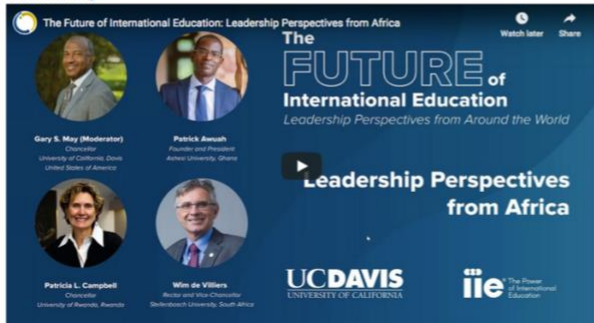 The Future of International Education: Leadership Perspectives from Africa
Watch later
Share
The
FUTURE of
International Education
Leadership Perspectives from Around the World
Leadership Perspectives
from Africa
Gary S. May (Moderator)
Chancellor
University of California, Davis
United States of America
Patrick Awuah
Founder and President
Ashesi University, Ghana
Patricia L. Campbell
Chancellor
University of Rwanda, Rwanda
Wim de Villiers
Rector and Vice-Chancellor
Stellenbosch University, South Africa
UCDAVIS
UNIVERSITY OF CALIFORNIA
iie
The Power
of International
Education